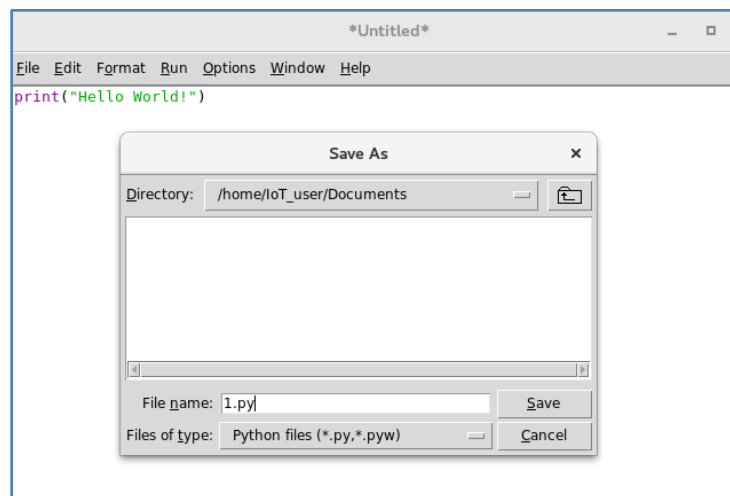 *Untitled*
File Edit Format Run Options Window Help
print("Hello World!")
Save As
Directory: /home/IoT_user/Documents
File name: 1.py
Save
Files of type: Python files (*.py,*.pyw)
Cancel